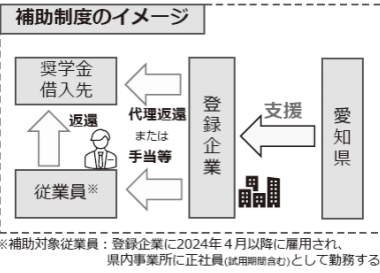 補助制度のイメージ
奨学金
借入先
代理返還
または
手当等
返還
従業員※
登録企業
支援
愛知県
※補助対象従業員：登録企業に2024年4月以降に雇用され、
県内事業所に正社員(試用期間含む)として勤務する